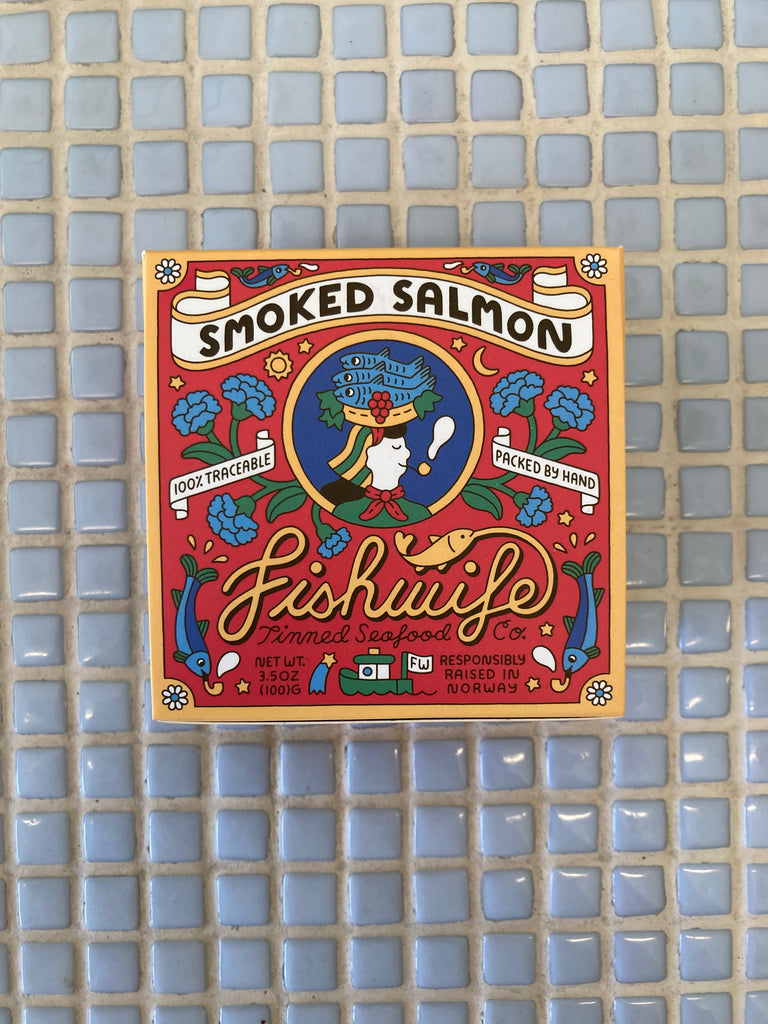 SMOKED SALMON
100% TRACEABLE
PACKED BY HAND
Fishwife
Tinned Seafood Co.
NET WT.
3.5OZ
(100)G
FW
RESPONSIBLY
RAISED IN
NORWAY